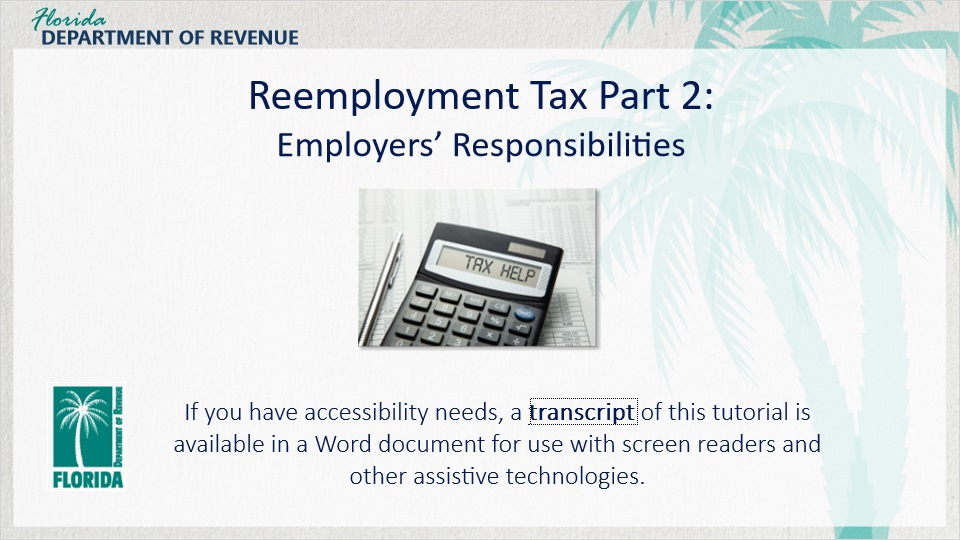 Florida
DEPARTMENT OF REVENUE
Reemployment Tax Part 2:
Employers’ Responsibilities
TAX HELP
If you have accessibility needs, a transcript of this tutorial is
available in a Word document for use with screen readers and
other assistive technologies.
DEPARTMENT OF REVENUE
FLORIDA